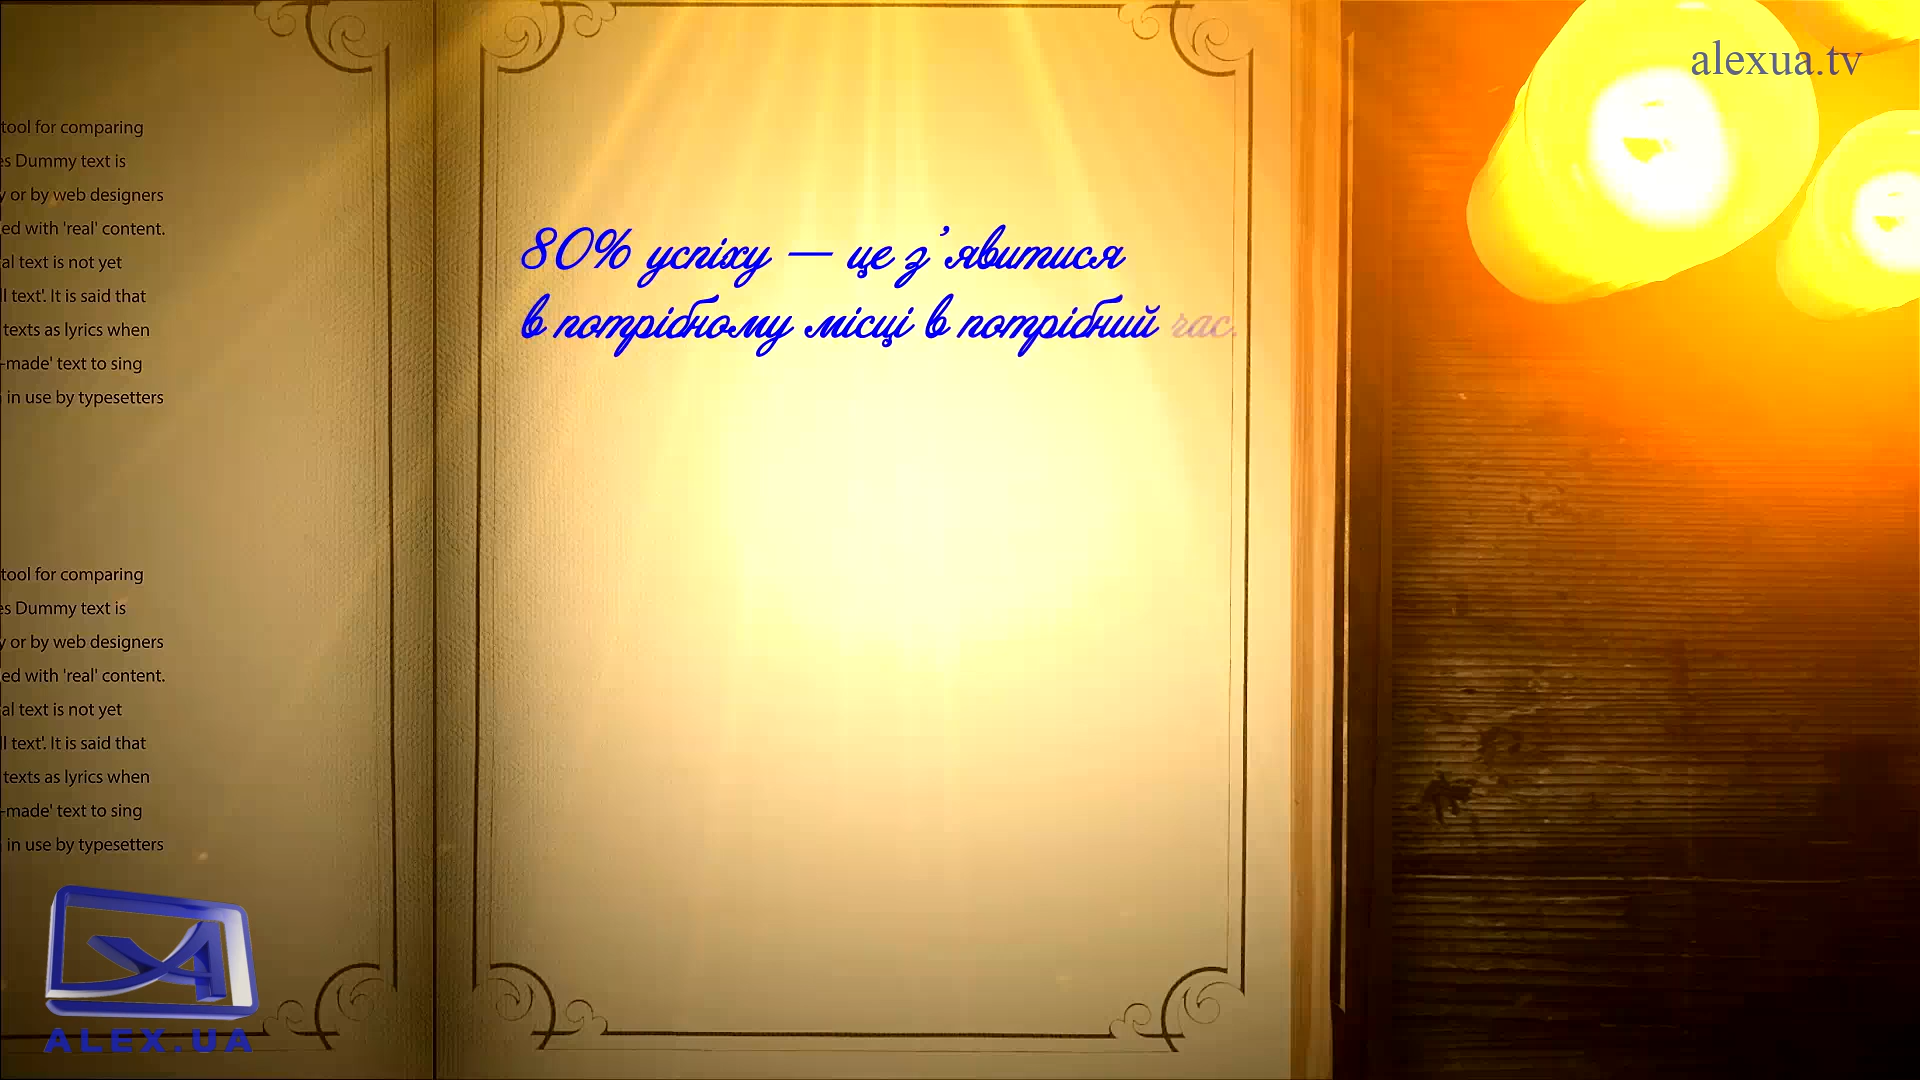 alexua.tv
tool for comparing
es Dummy text is
y or by web designers
ed with 'real' content.
al text is not yet
ll text'. It is said that
texts as lyrics when
-made' text to sing
in use by typesetters
80% успіху — це з’явитися
в потрібному місці в потрібний час.
tool for comparing
es Dummy text is
y or by web designers
ed with 'real' content.
al text is not yet
ll text'. It is said that
texts as lyrics when
-made' text to sing
in use by typesetters
ALEX.UA